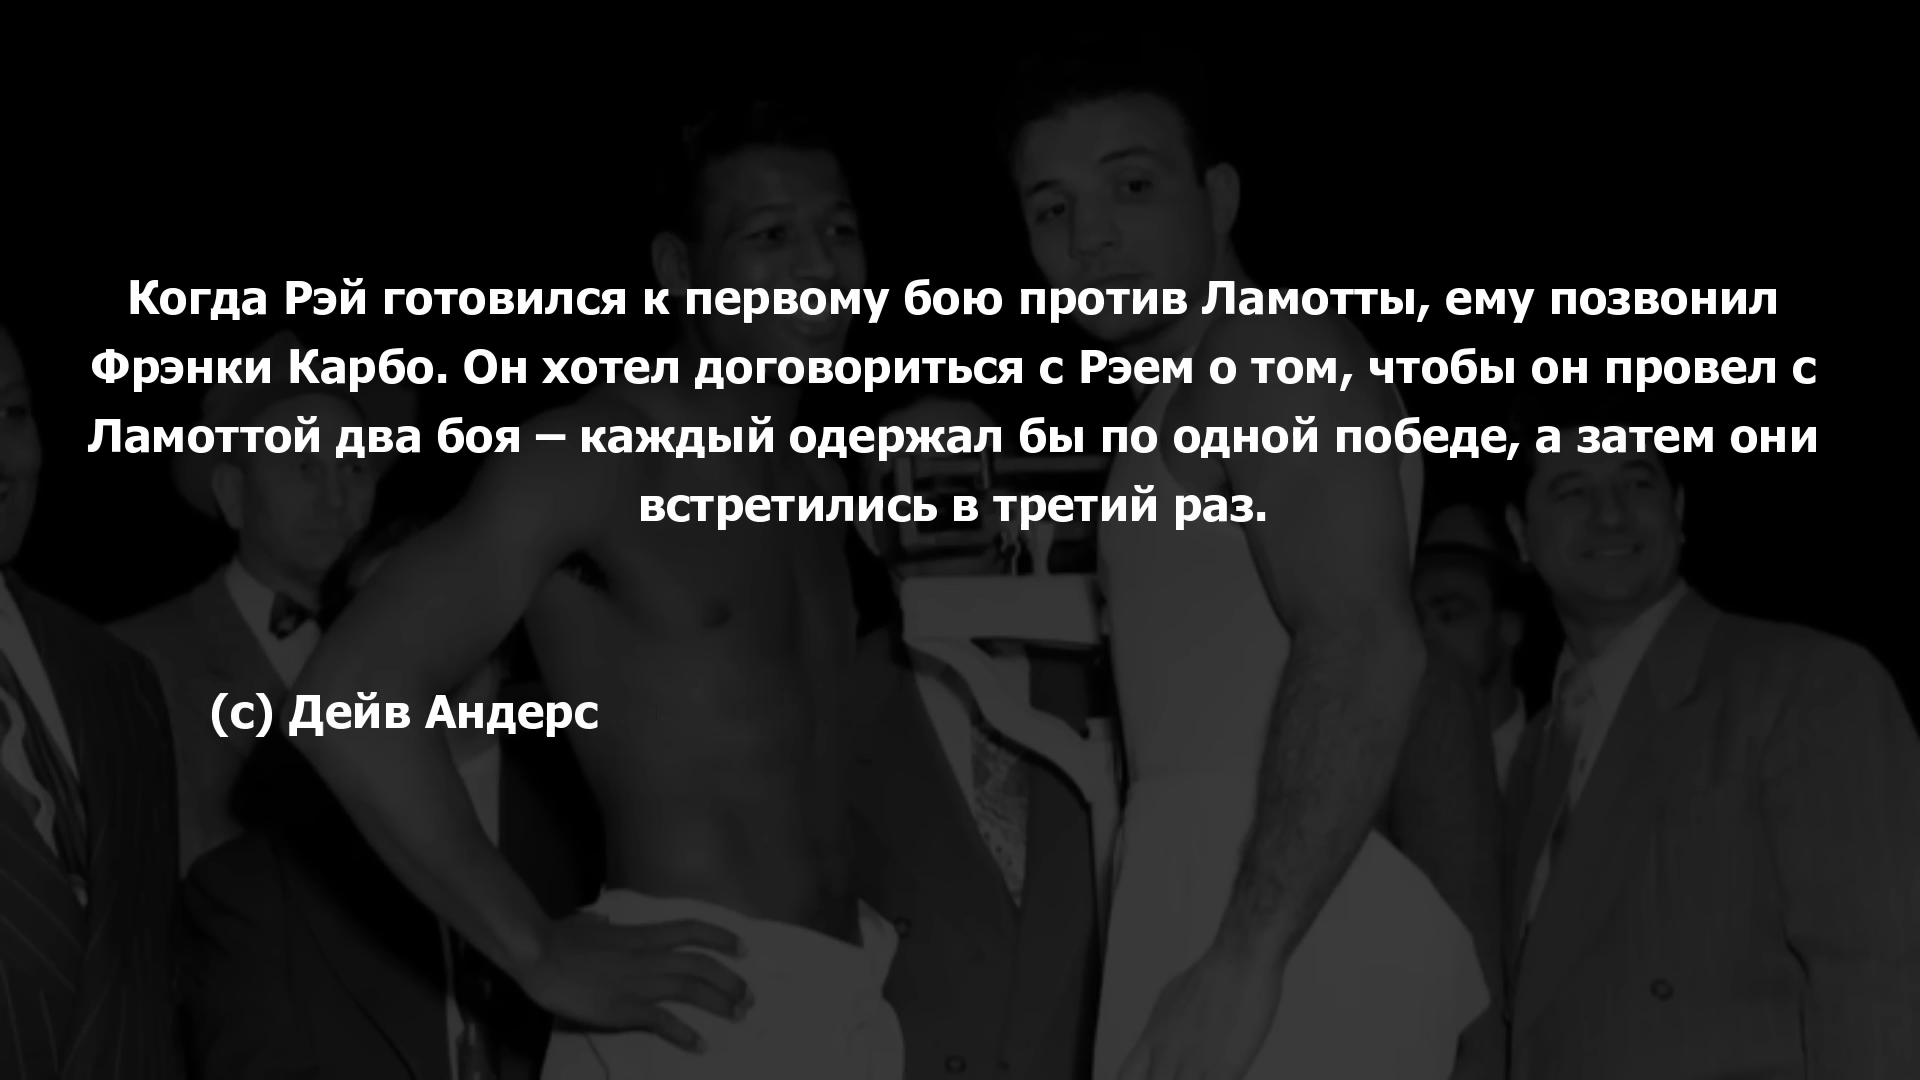 Когда Рэй готовился к первому бою против Ламотты, ему позвонил
Фрэнки Карбо. Он хотел договориться с Рэем о том, чтобы он провел с
Ламоттой два боя – каждый одержал бы по одной победе, а затем они
встретились в третий раз.
(с) Дейв Андерс